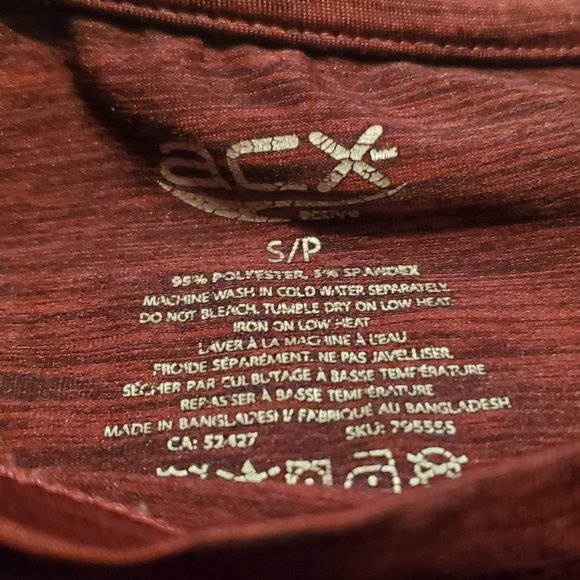 acx
active
S/P
95% POLYESTER, 5% SPANDEX
MACHINE WASH IN COLD WATER SEPARATELY.
DO NOT BLEACH. TUMBLE DRY ON LOW HEAT.
IRON ON LOW HEAT
LAVER À LA MACHINE À L'EAU
FROIDE SÉPARÉMENT. NE PAS JAVELLISER.
SÉCHER PAR CULBUTAGE À BASSE TEMPÉRATURE
REPASSER À BASSE TEMPÉRATURE
MADE IN BANGLADESH/ FABRIQUÉ AU BANGLADESH
CA: 52427 SKU: 795555